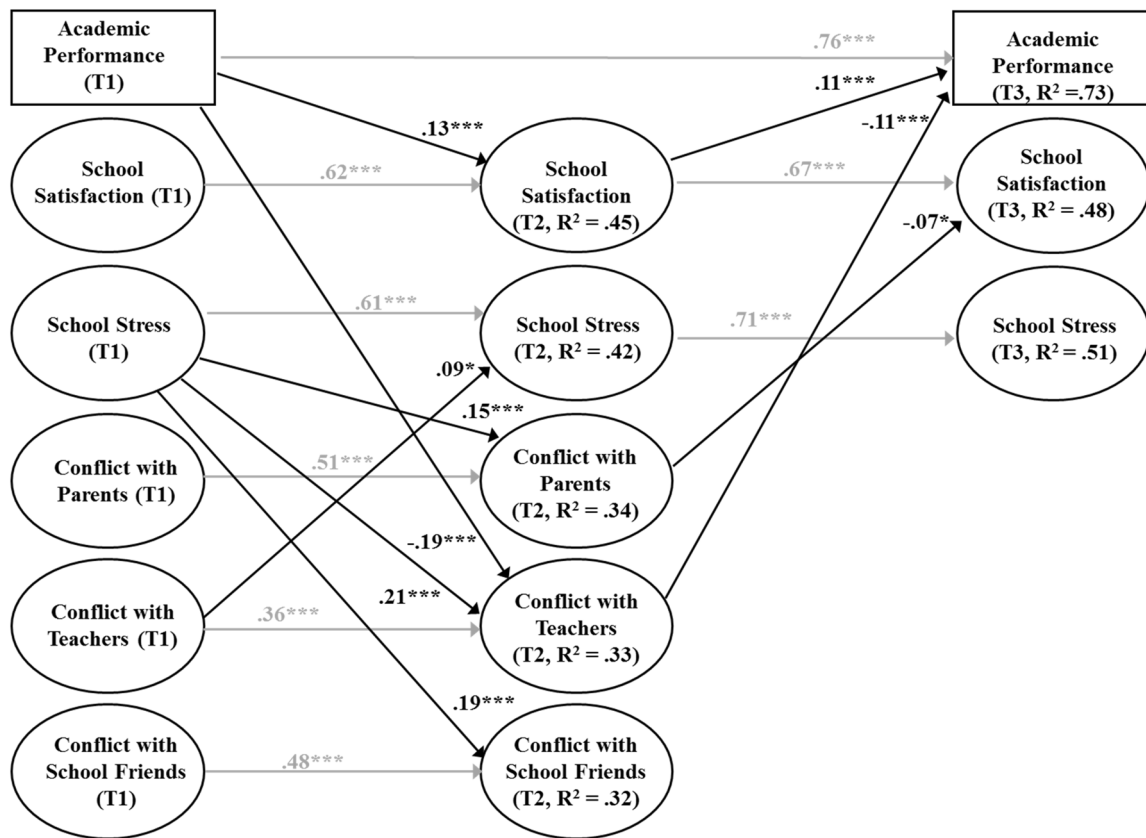 Academic
Performance
(T1)
.76***
Academic
Performance
(T3, R² =.73)
.11***
-.11***
.13***
School
Satisfaction (T1)
.62***
School
Satisfaction
(T2, R² = .45)
.67***
School
Satisfaction
(T3, R² = .48)
-.07*
School Stress
(T1)
.61***
School Stress
(T2, R² = .42)
.71***
School Stress
(T3, R² = .51)
.09*
.15***
Conflict with
Parents (T1)
.51***
Conflict with
Parents
(T2, R² = .34)
-.19***
.21***
Conflict with
Teachers (T1)
.36***
Conflict with
Teachers
(T2, R² = .33)
.19***
Conflict with
School Friends
(T1)
.48***
Conflict with
School Friends
(T2, R² = .32)